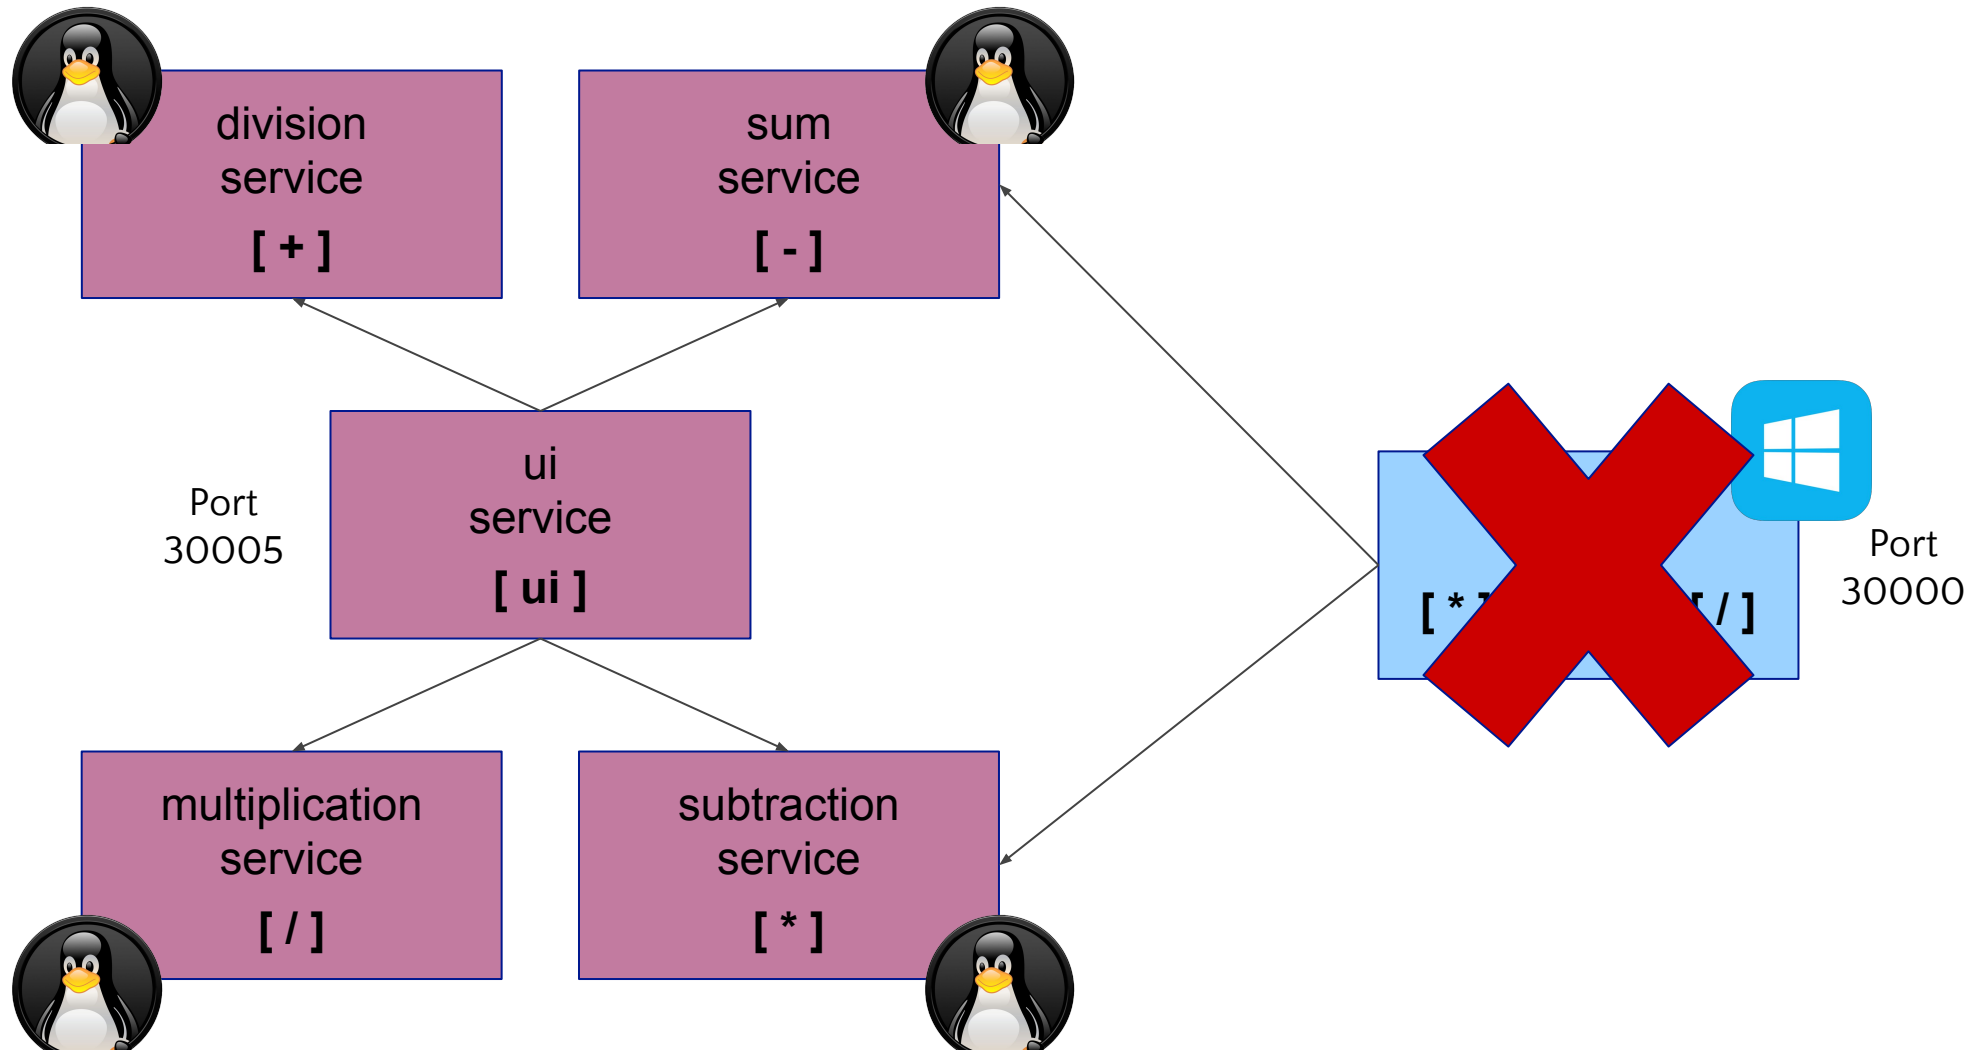 division
service
[ + ]
sum
service
[ - ]
ui
service
[ ui ]
Port
30005
[ * ]
[ / ]
Port
30000
multiplication
service
[ / ]
subtraction
service
[ * ]